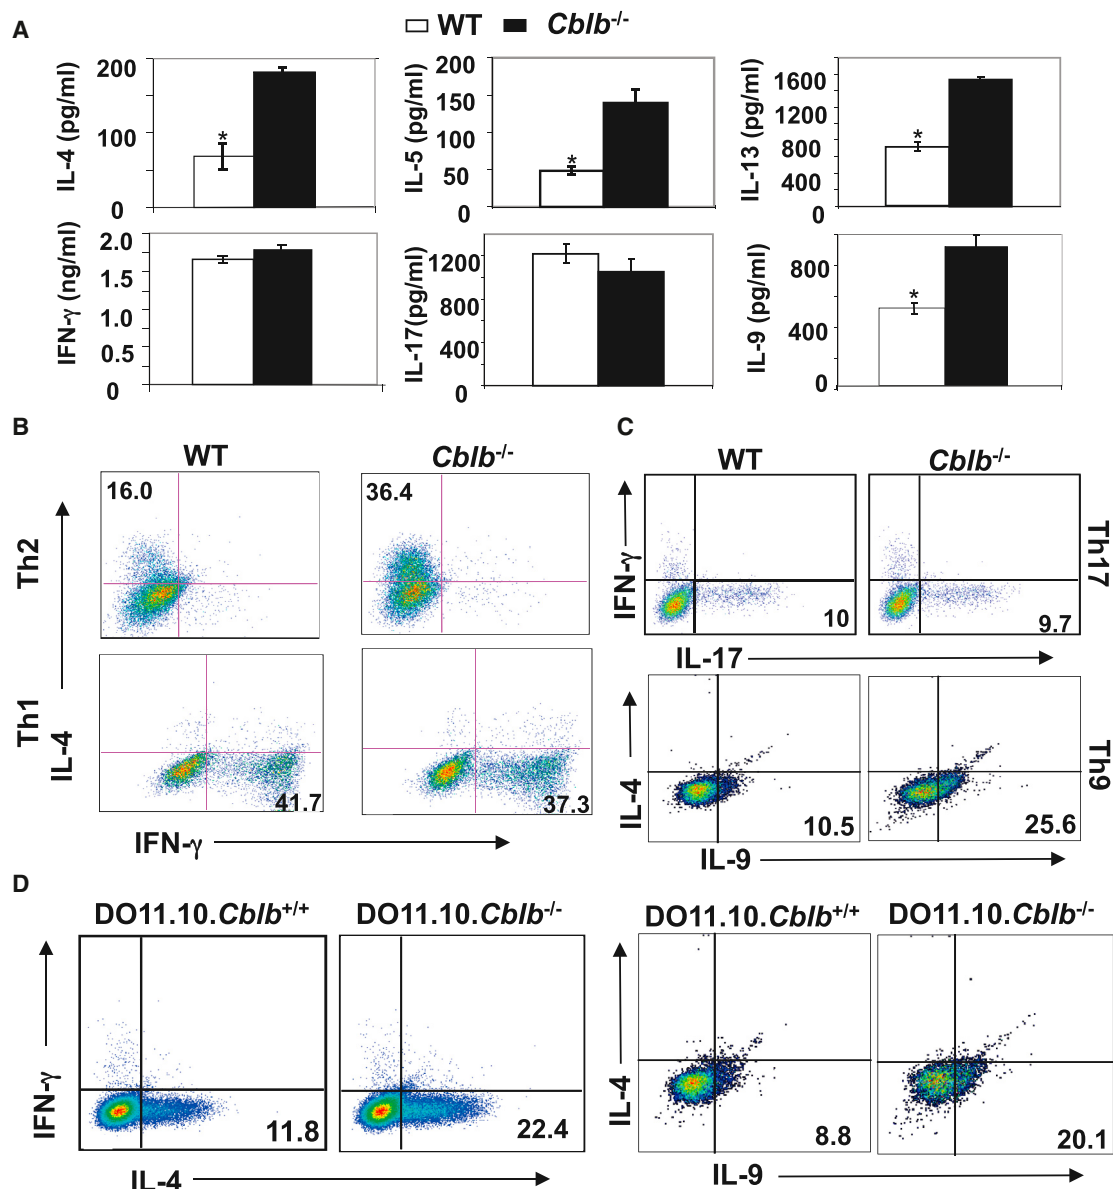 A
WT Cblb-/-
IL-4 (pg/ml)
200
100
0
IL-5 (pg/ml)
200
150
100
50
0
IL-13 (pg/ml)
1600
1200
800
400
0
*
*
*
IFN-γ (ng/ml)
2.0
1.5
1.0
0.5
0
IL-17(pg/ml)
1200
800
400
0
IL-9 (pg/ml)
800
400
0
*
B
WT Cblb-/-
Th2
16.0
36.4
Th1
IL-4
41.7
37.3
IFN-γ
C
WT Cblb-/-
IFN-γ
10
9.7
Th17
IL-17
IL-4
10.5
25.6
Th9
IL-9
D
DO11.10.Cblb+/+ DO11.10.Cblb-/-
IFN-γ
11.8
22.4
IL-4
DO11.10.Cblb+/+ DO11.10.Cblb-/-
IL-4
8.8
20.1
IL-9